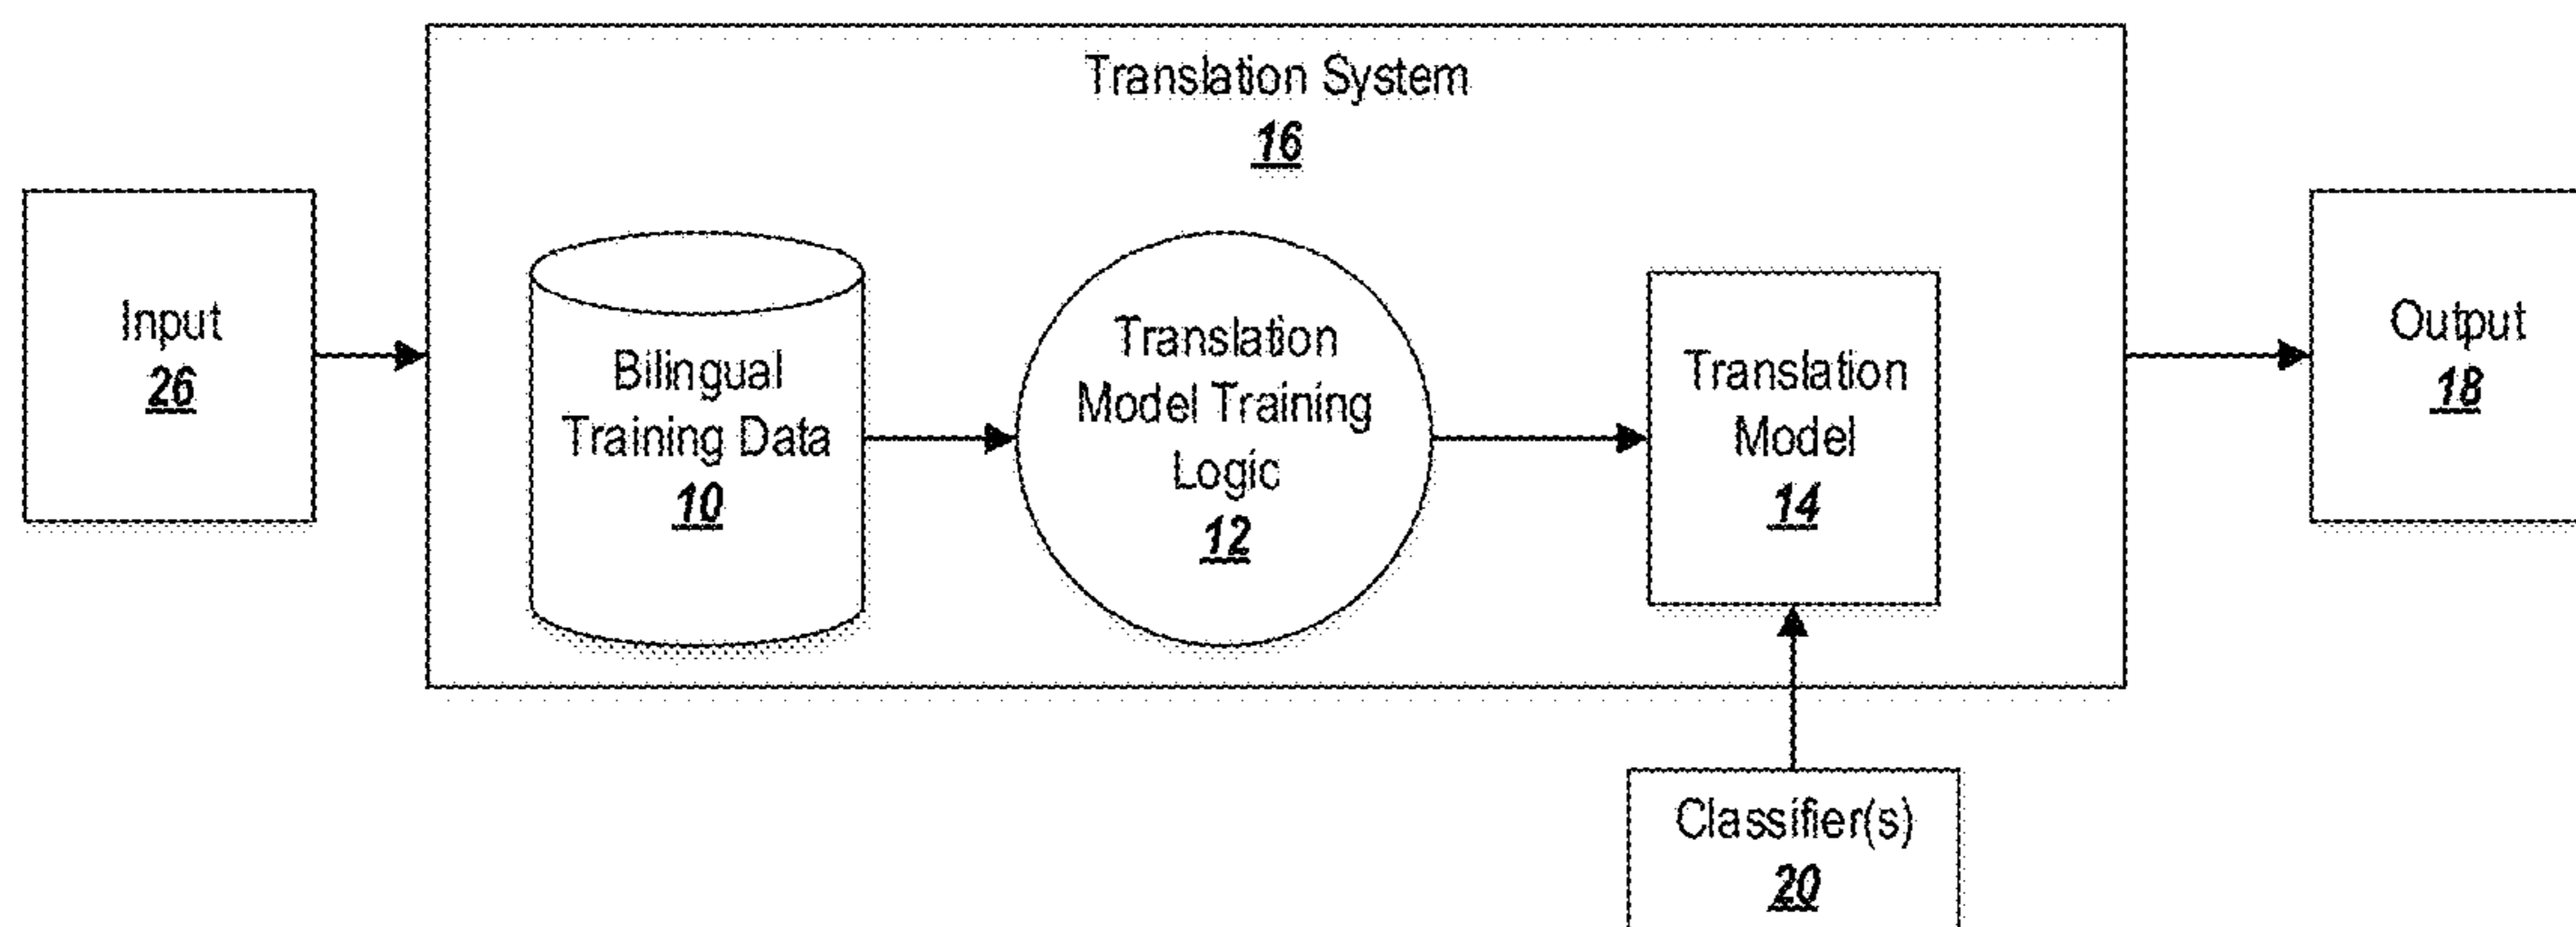 Translation System
16
Input
26
Bilingual
Training Data
10
Translation
Model Training
Logic
12
Translation
Model
14
Output
18
Classifier(s)
20